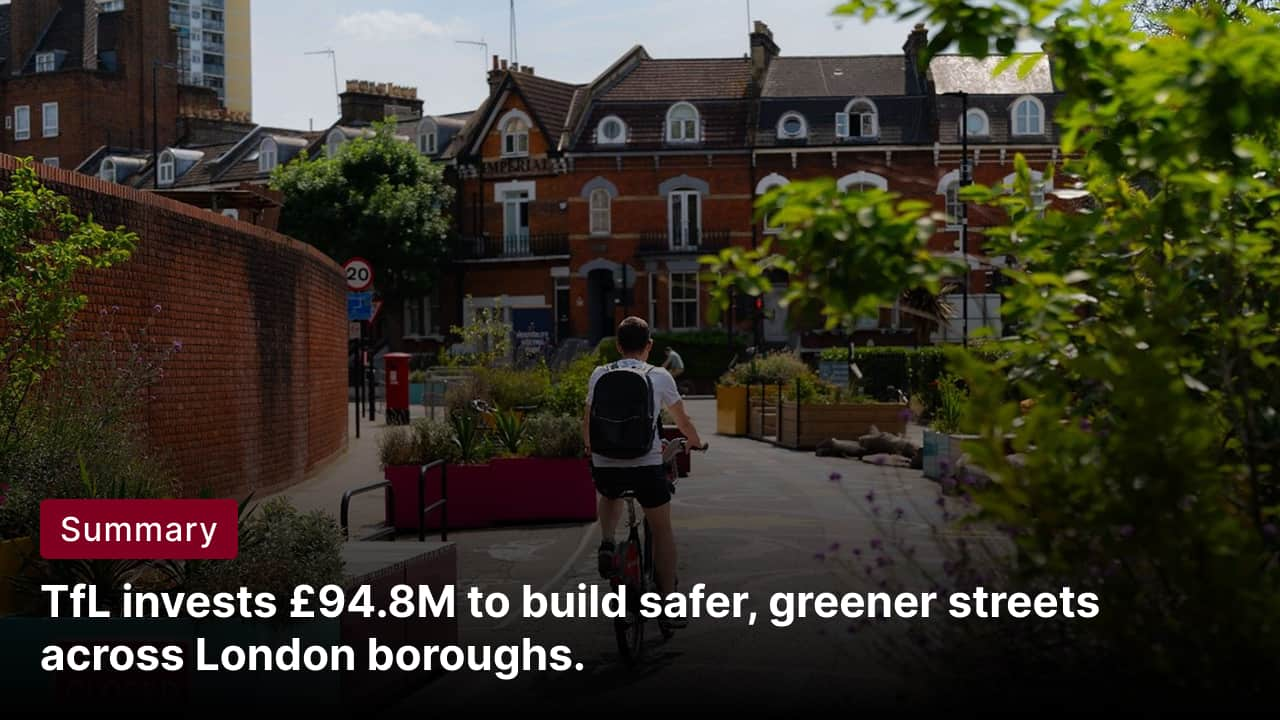 IMPERIAL
20
Summary
TfL invests £94.8M to build safer, greener streets
across London boroughs.